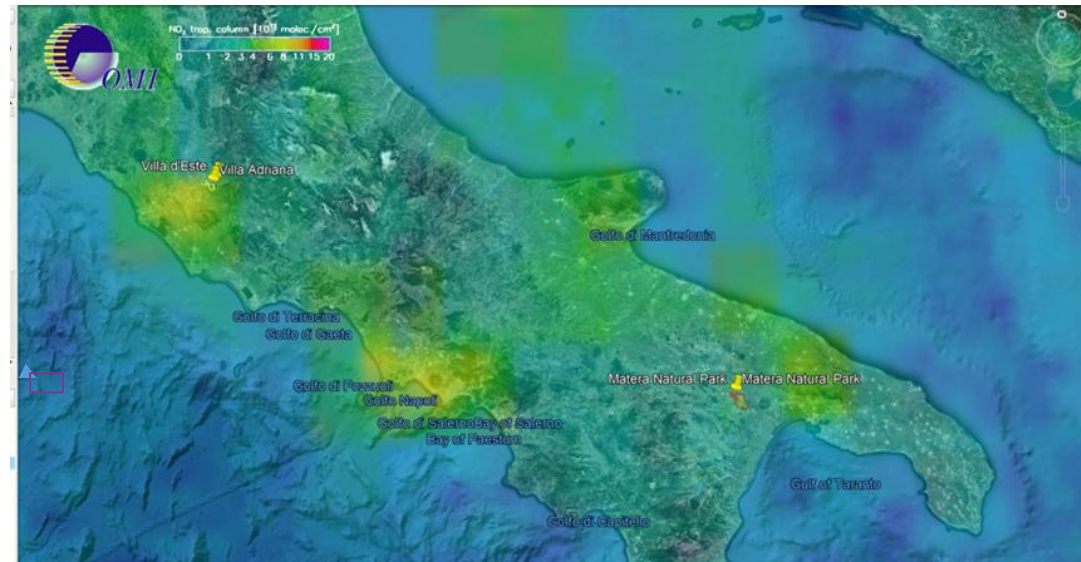 NO₂ trop. column [10¹⁵ molec./cm²]
0 1 2 3 4 6 8 11 15 20
OMI
Villa d'Este Villa Adriana
Golfo di Manfredonia
Golfo di Terracina
Golfo di Gaeta
Matera Natural Park Matera Natural Park
Golfo di Pozzuoli
Golfo Napoli
Golfo di Salerno Bay of Salerno
Bay of Paestum
Gulf of Taranto
Golfo di Capitello